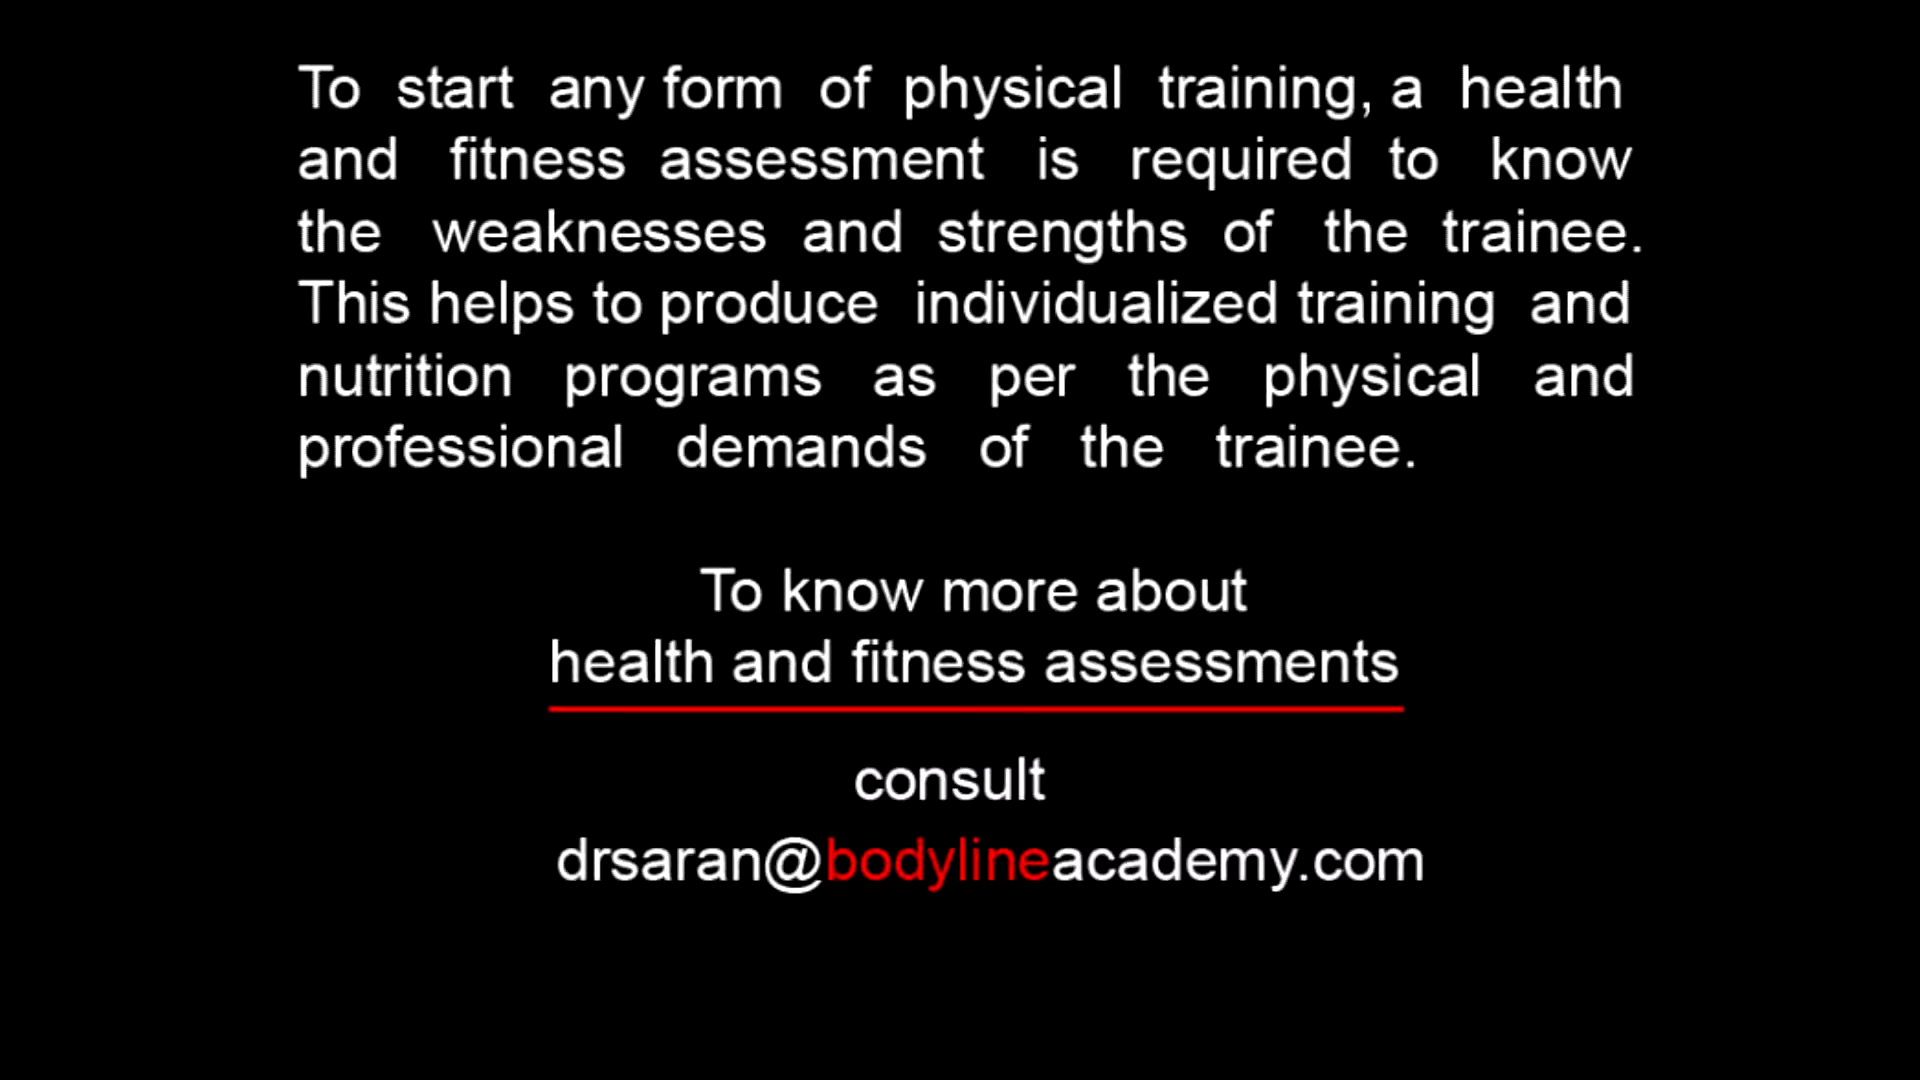 To start any form of physical training, a health
and fitness assessment is required to know
the weaknesses and strengths of the trainee.
This helps to produce individualized training and
nutrition programs as per the physical and
professional demands of the trainee.
To know more about
health and fitness assessments
consult
drsaran@bodylineacademy.com